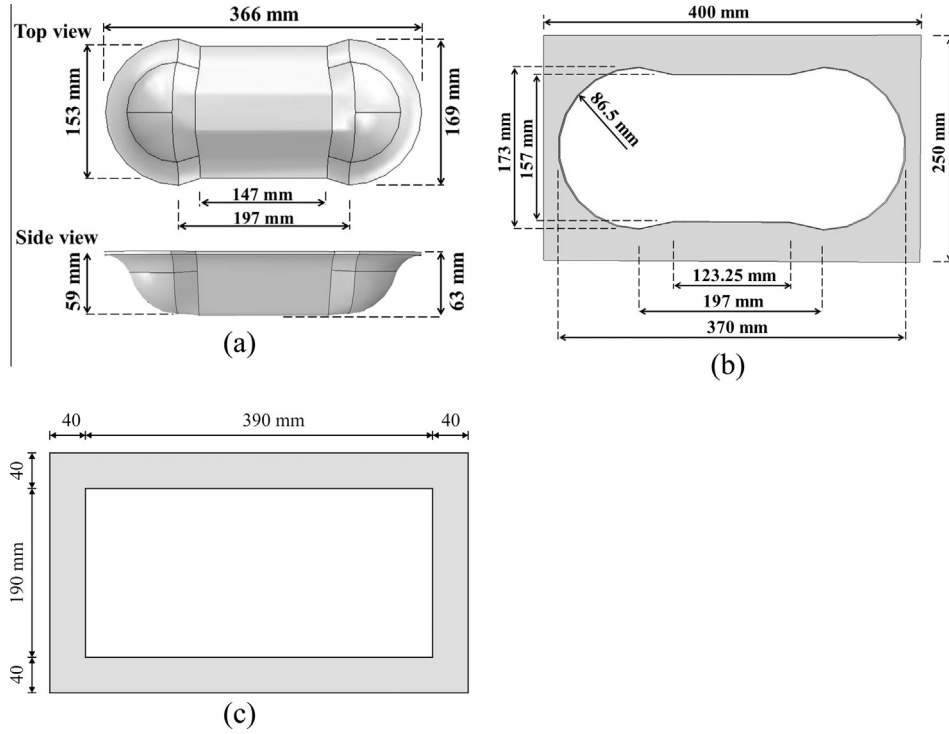 366 mm
Top view
153 mm
169 mm
147 mm
197 mm
Side view
59 mm
63 mm
(a)
400 mm
86.5 mm
173 mm
157 mm
250 mm
123.25 mm
197 mm
370 mm
(b)
40
390 mm
40
40
190 mm
40
(c)